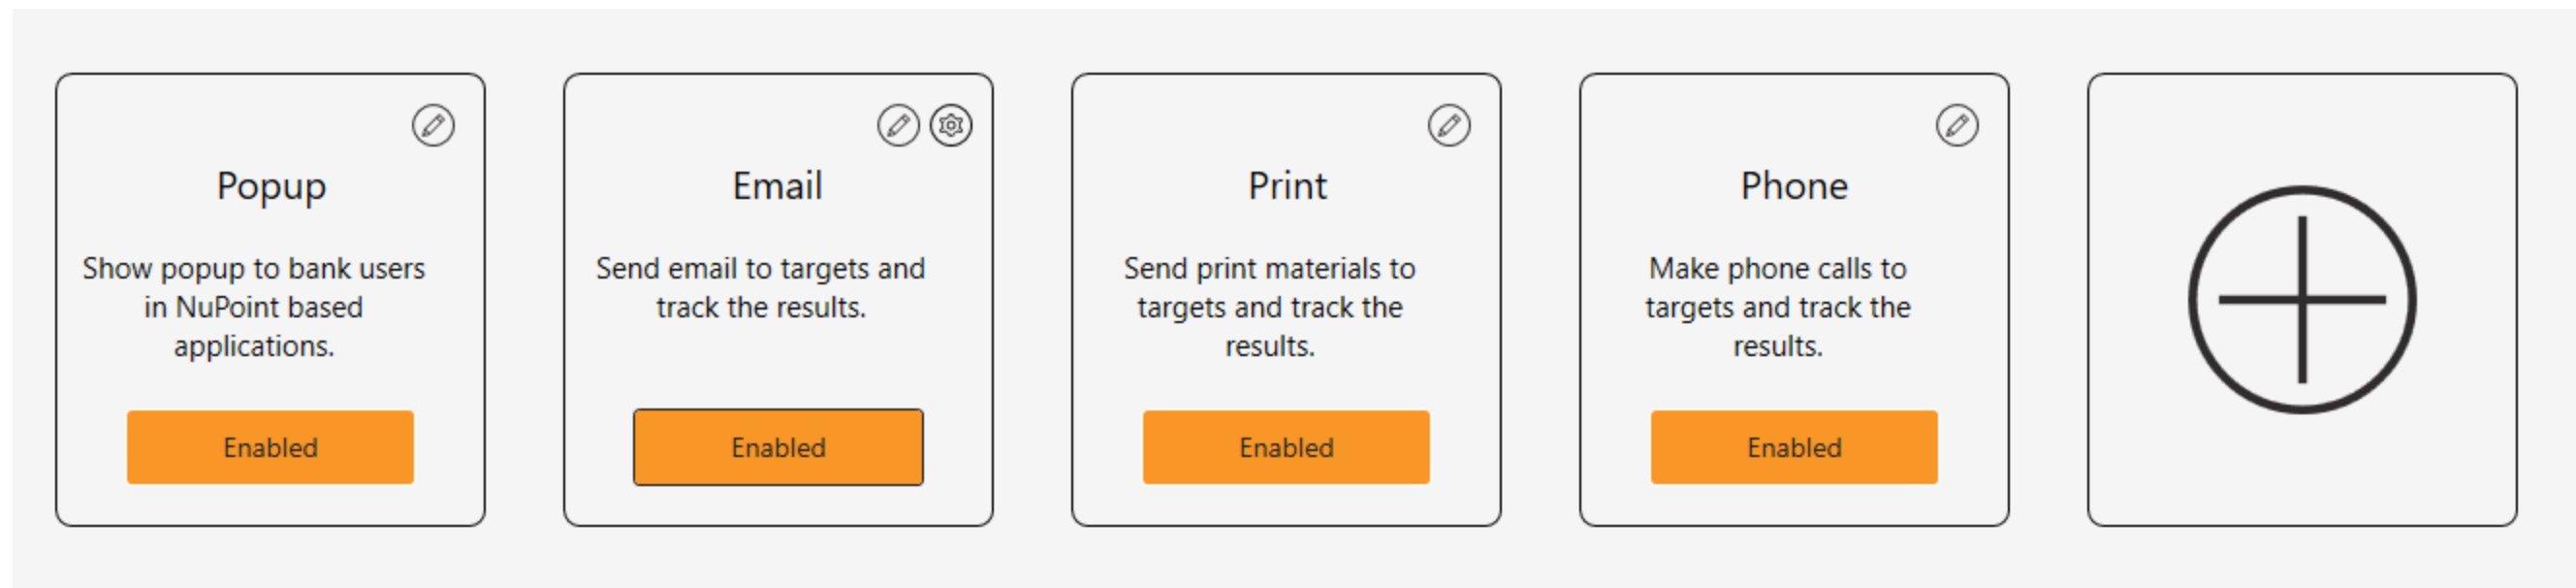 Popup
Show popup to bank users
in NuPoint based
applications.
Enabled
Email
Send email to targets and
track the results.
Enabled
Print
Send print materials to
targets and track the
results.
Enabled
Phone
Make phone calls to
targets and track the
results.
Enabled